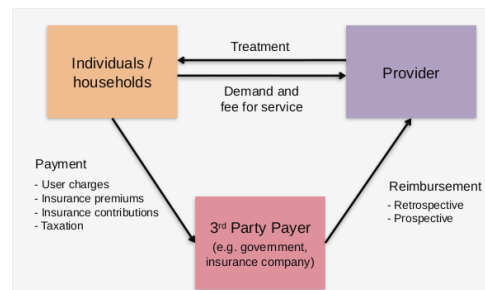 Individuals /
households
Treatment
Demand and
fee for service
Provider
Payment
- User charges
- Insurance premiums
- Insurance contributions
- Taxation
3rd Party Payer
(e.g. government,
insurance company)
Reimbursement
- Retrospective
- Prospective